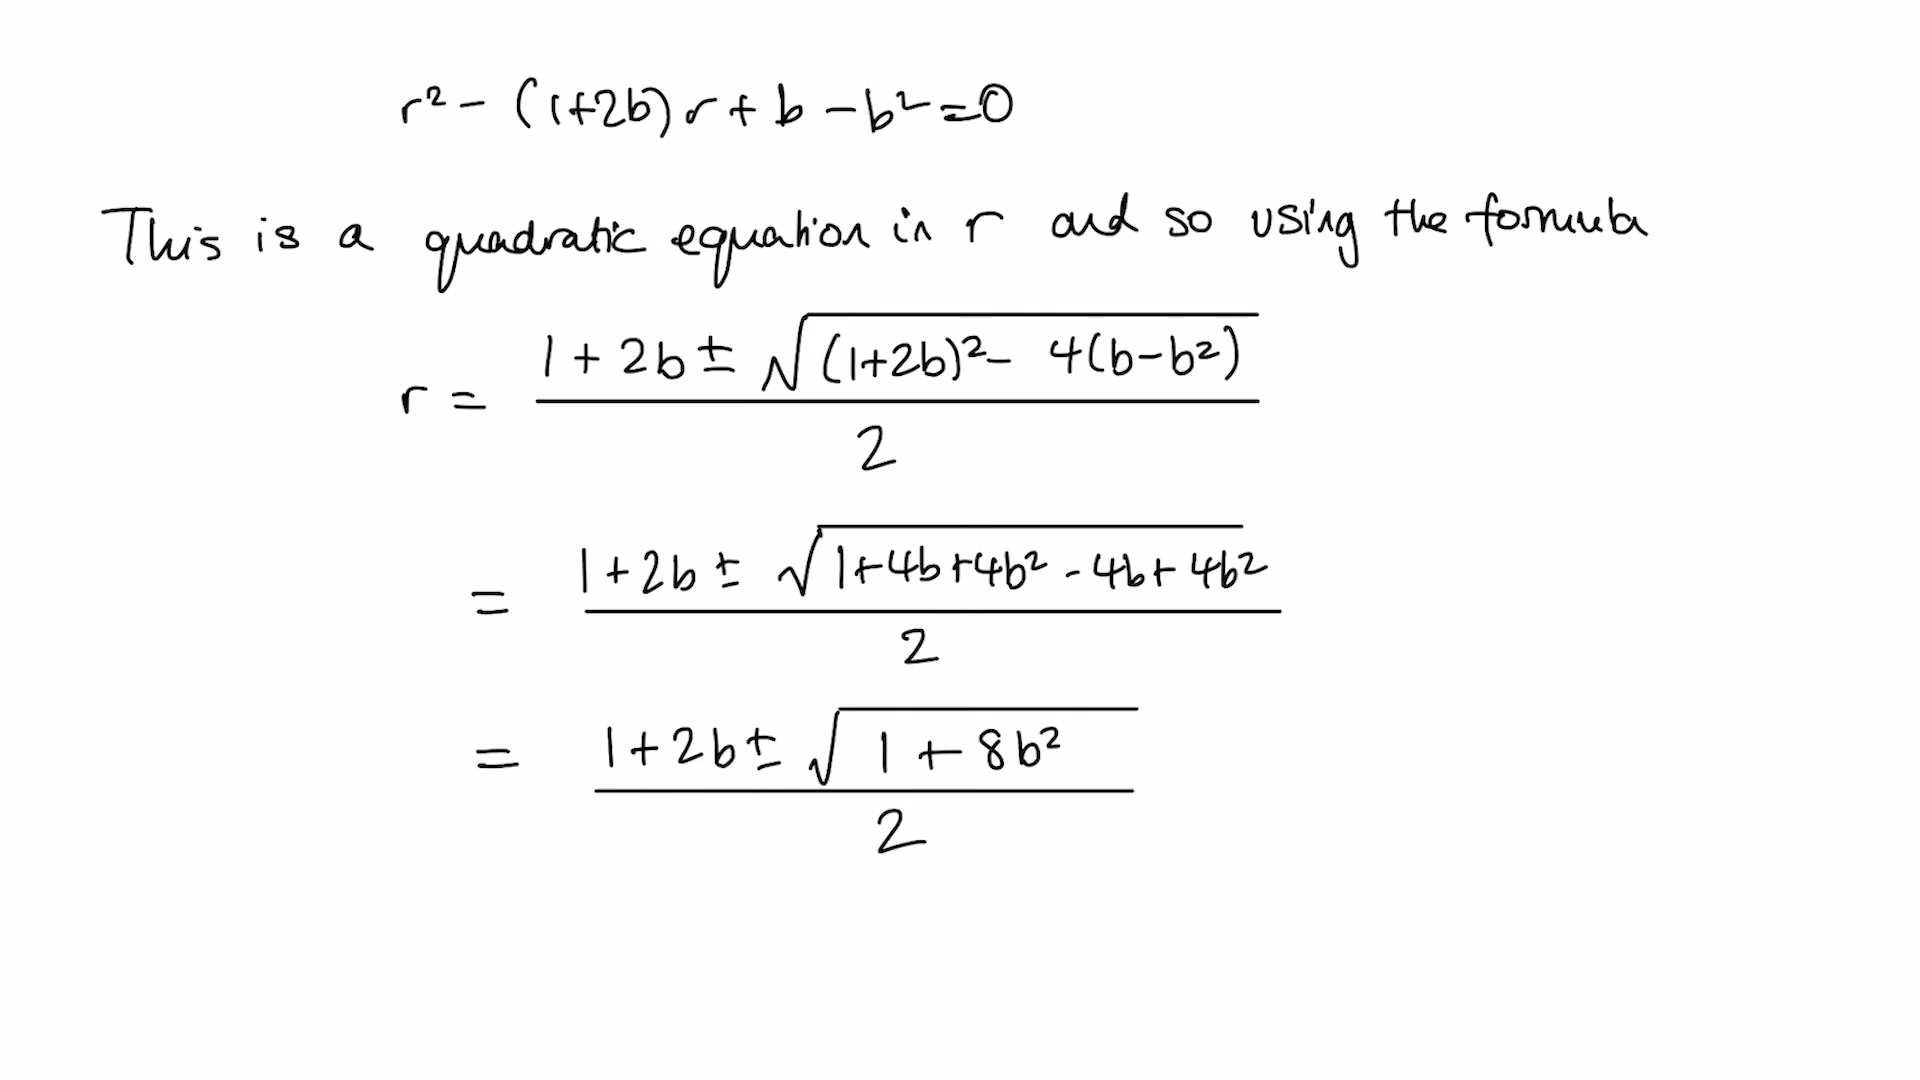 r² - (1+2b)r + b - b² = 0
This is a quadratic equation in r and so using the formula
r = (1 + 2b ± √((1+2b)² - 4(b-b²))) / 2
= (1 + 2b ± √(1+4b+4b² - 4b + 4b²)) / 2
= (1 + 2b ± √(1 + 8b²)) / 2